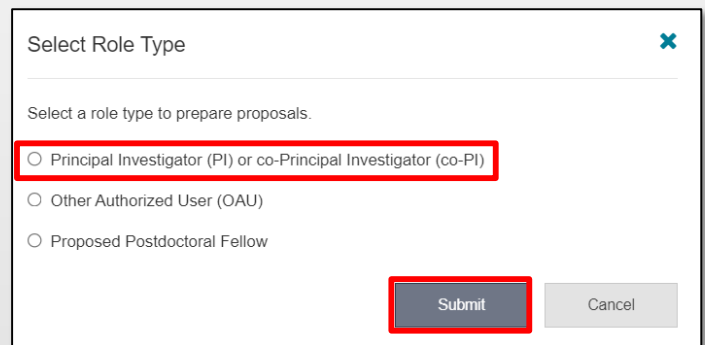 Select Role Type
Select a role type to prepare proposals.
Principal Investigator (PI) or co-Principal Investigator (co-PI)
Other Authorized User (OAU)
Proposed Postdoctoral Fellow
Submit Cancel